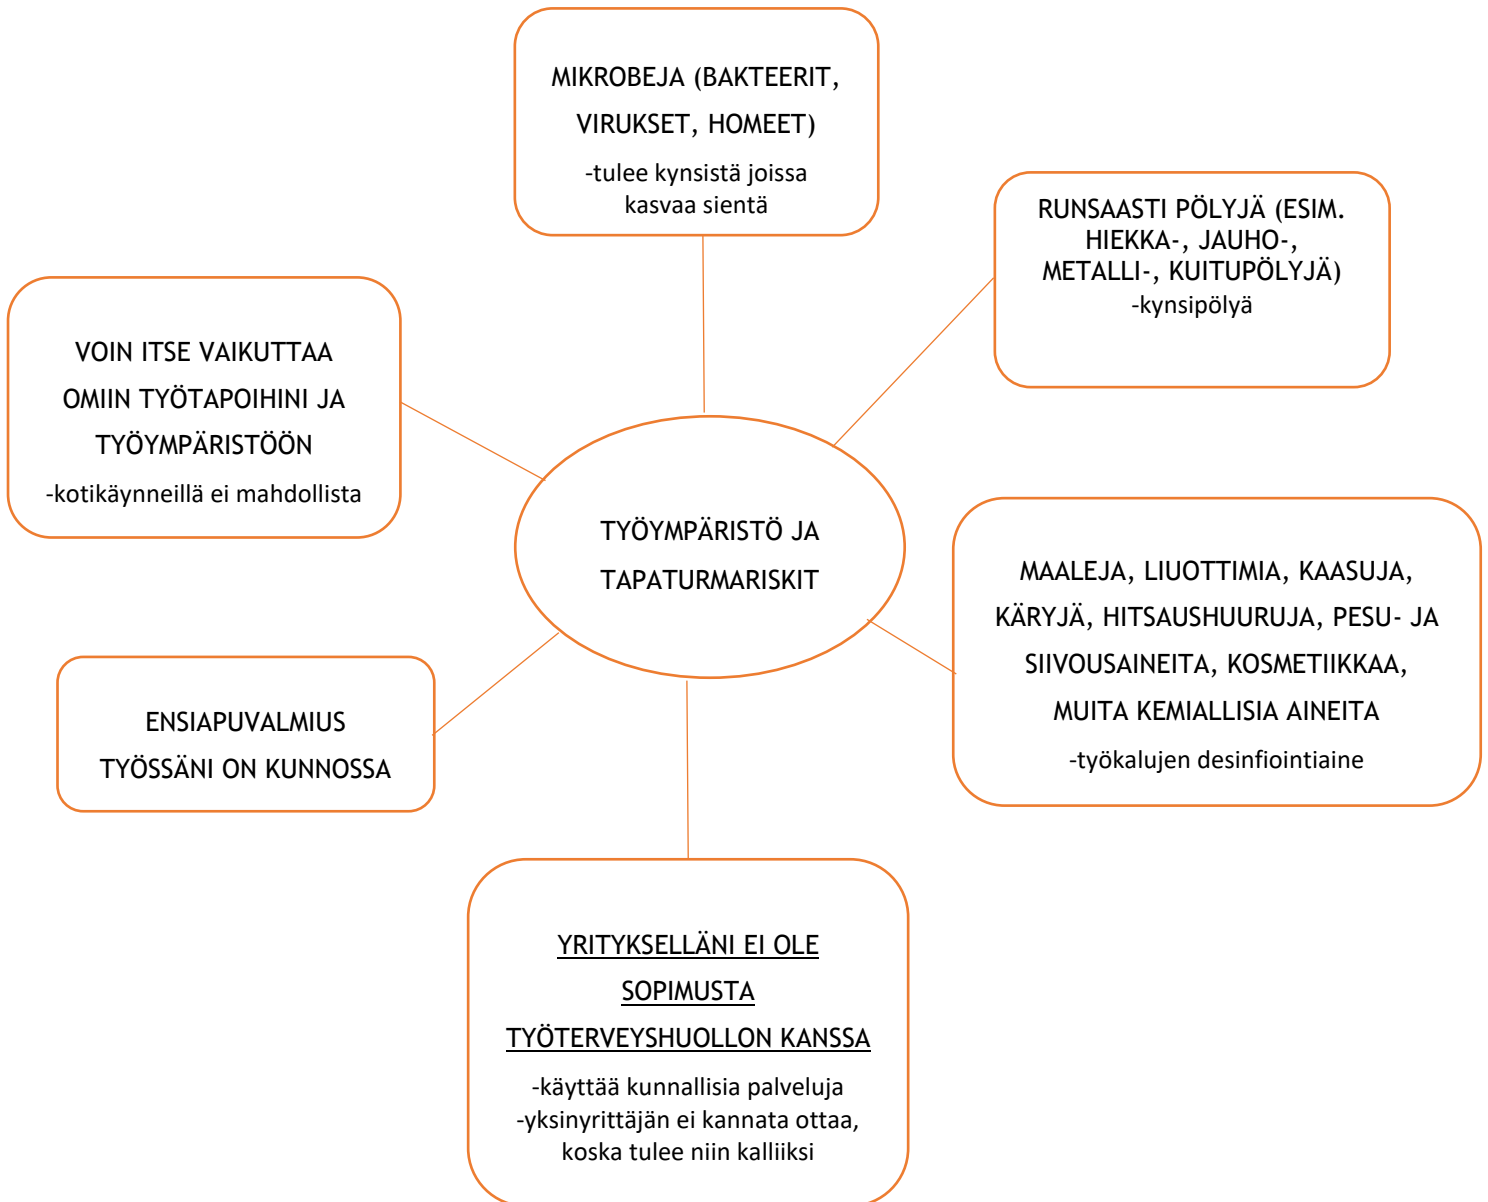 MIKROBEJA (BAKTEERIT,
VIRUKSET, HOMEET)
-tulee kynsistä joissa
kasvaa sientä
RUNSAASTI PÖLYJÄ (ESIM.
HIEKKA-, JAUHO-,
METALLI-, KUITUPÖLYJÄ)
-kynsipölyä
VOIN ITSE VAIKUTTAA
OMIIN TYÖTAPOIHINI JA
TYÖYMPÄRISTÖÖN
-kotikäynneillä ei mahdollista
TYÖYMPÄRISTÖ JA
TAPATURMARISKIT
MAALEJA, LIUOTTIMIA, KAASUJA,
KÄRYJÄ, HITSAUSHUURUJA, PESU- JA
SIIVOUSAINEITA, KOSMETIIKKAA,
MUITA KEMIALLISIA AINEITA
-työkalujen desinfiointiaine
ENSIAPUVALMIUS
TYÖSSÄNI ON KUNNOSSA
YRITYKSELLÄNI EI OLE
SOPIMUSTA
TYÖTERVEYSHUOLLON KANSSA
-käyttää kunnallisia palveluja
-yksinyrittäjän ei kannata ottaa,
koska tulee niin kalliiksi